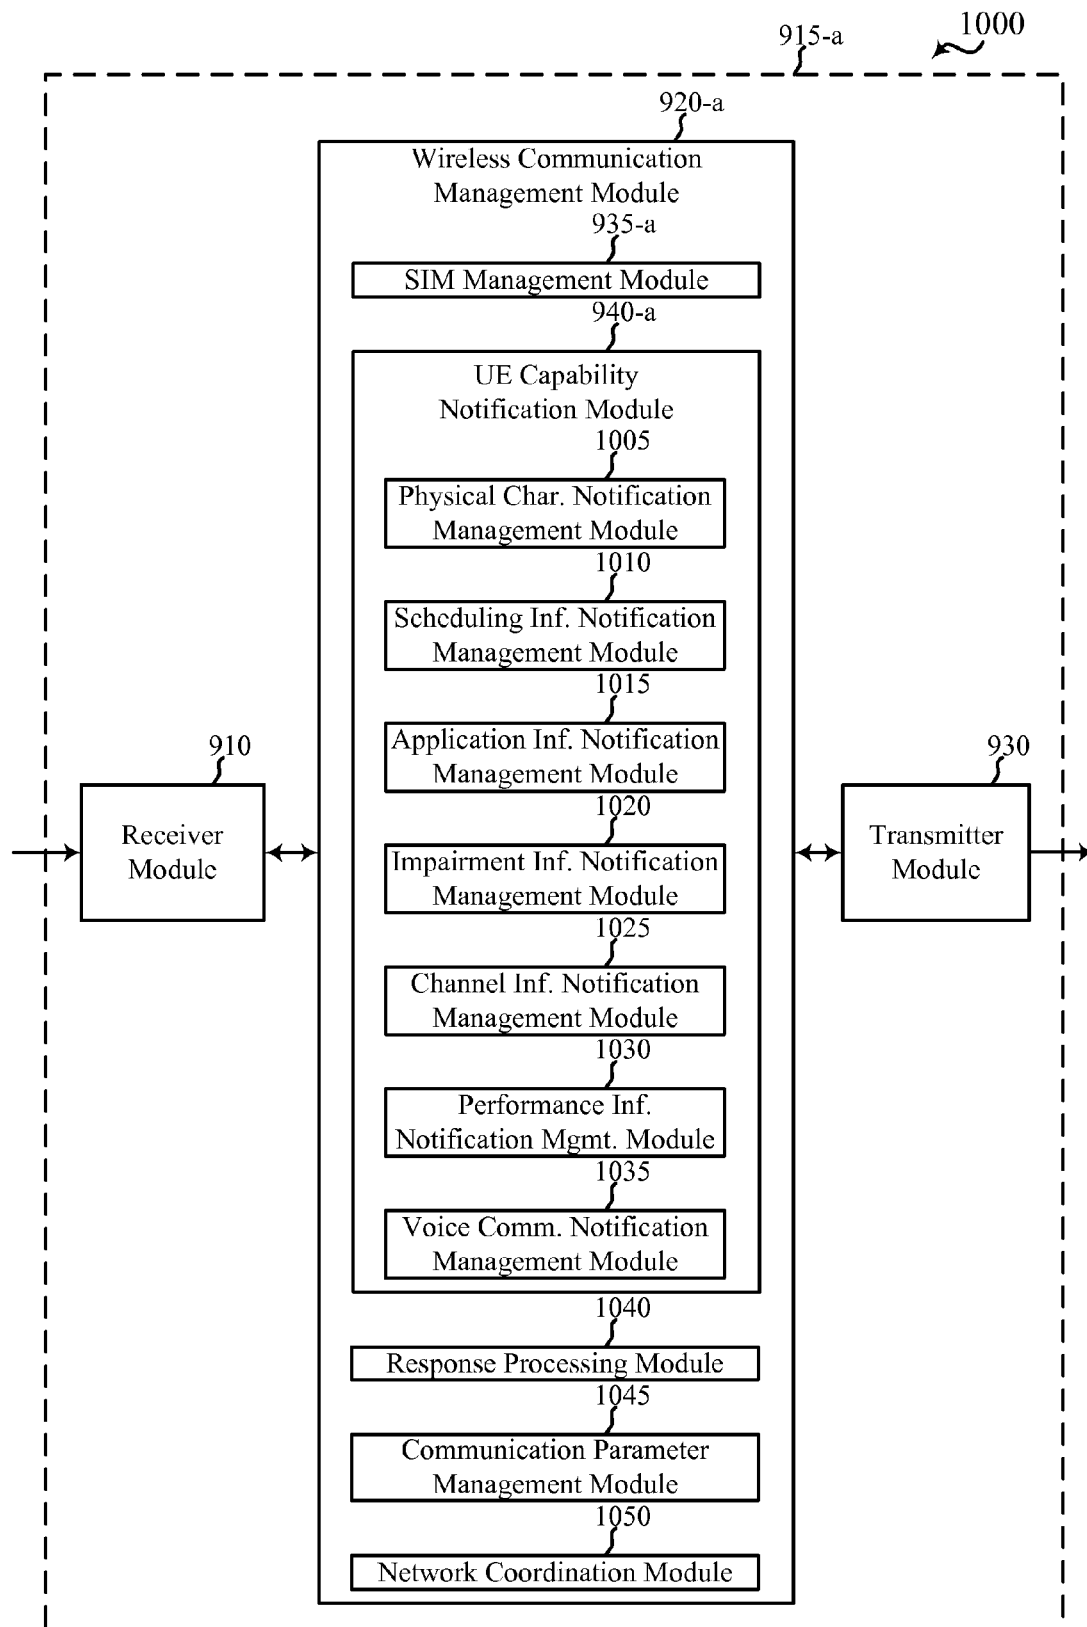 1000
915-a
920-a
Wireless Communication
Management Module
935-a
SIM Management Module
940-a
UE Capability
Notification Module
1005
Physical Char. Notification
Management Module
1010
Scheduling Inf. Notification
Management Module
1015
Application Inf. Notification
Management Module
910
Receiver
Module
930
Transmitter
Module
1020
Impairment Inf. Notification
Management Module
1025
Channel Inf. Notification
Management Module
1030
Performance Inf.
Notification Mgmt. Module
1035
Voice Comm. Notification
Management Module
1040
Response Processing Module
1045
Communication Parameter
Management Module
1050
Network Coordination Module